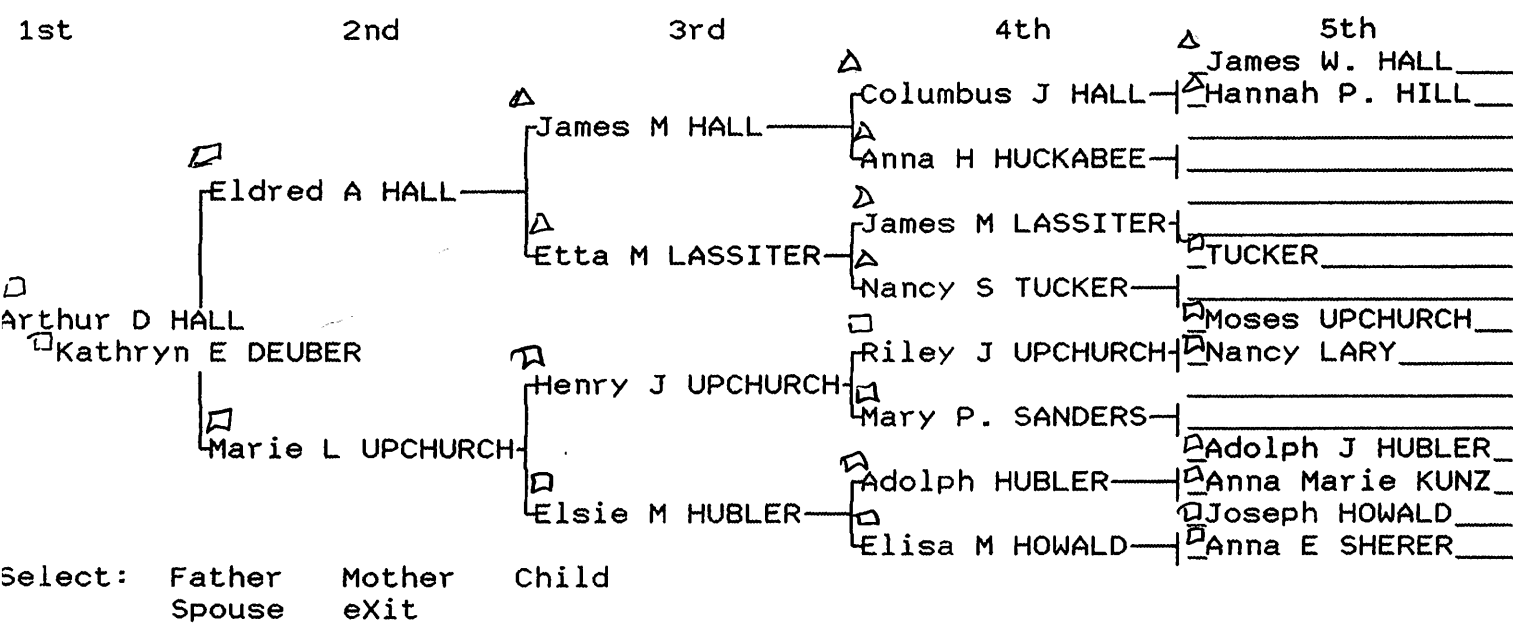 1st 2nd 3rd 4th 5th
James W. HALL
Columbus J HALL Hannah P. HILL
James M HALL
Anna H HUCKABEE
Eldred A HALL
James M LASSITER
Etta M LASSITER TUCKER
Nancy S TUCKER
Arthur D HALL Moses UPCHURCH
Kathryn E DEUBER Riley J UPCHURCH Nancy LARY
Henry J UPCHURCH
Mary P. SANDERS
Marie L UPCHURCH Adolph J HUBLER
Adolph HUBLER Anna Marie KUNZ
Elsie M HUBLER Joseph HOWALD
Elisa M HOWALD Anna E SHERER
Select: Father Mother Child
Spouse eXit